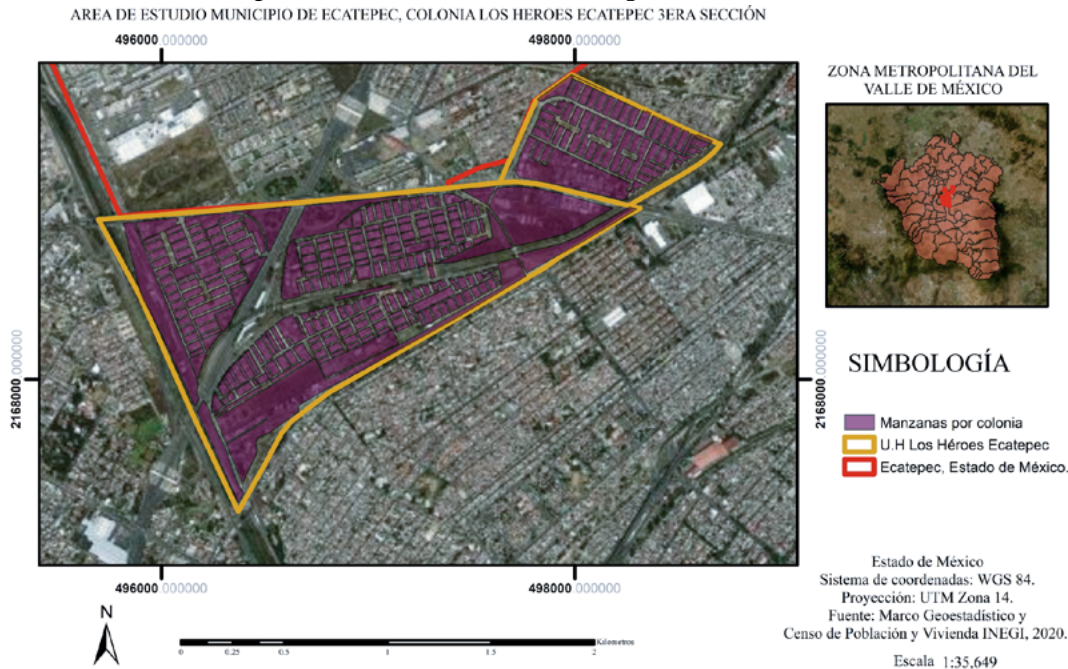 AREA DE ESTUDIO MUNICIPIO DE ECATEPEC, COLONIA LOS HEROES ECATEPEC 3ERA SECCIÓN
496000.000000
498000.000000
ZONA METROPOLITANA DEL
VALLE DE MÉXICO
2168000.000000
2168000.000000
SIMBOLOGÍA
Manzanas por colonia
U.H Los Héroes Ecatepec
Ecatepec, Estado de México.
496000.000000
498000.000000
N
Kilometros
0 0.25 0.5 1 1.5 2
Estado de México
Sistema de coordenadas: WGS 84.
Proyección: UTM Zona 14.
Fuente: Marco Geoestadístico y
Censo de Población y Vivienda INEGI, 2020.
Escala 1:35,649